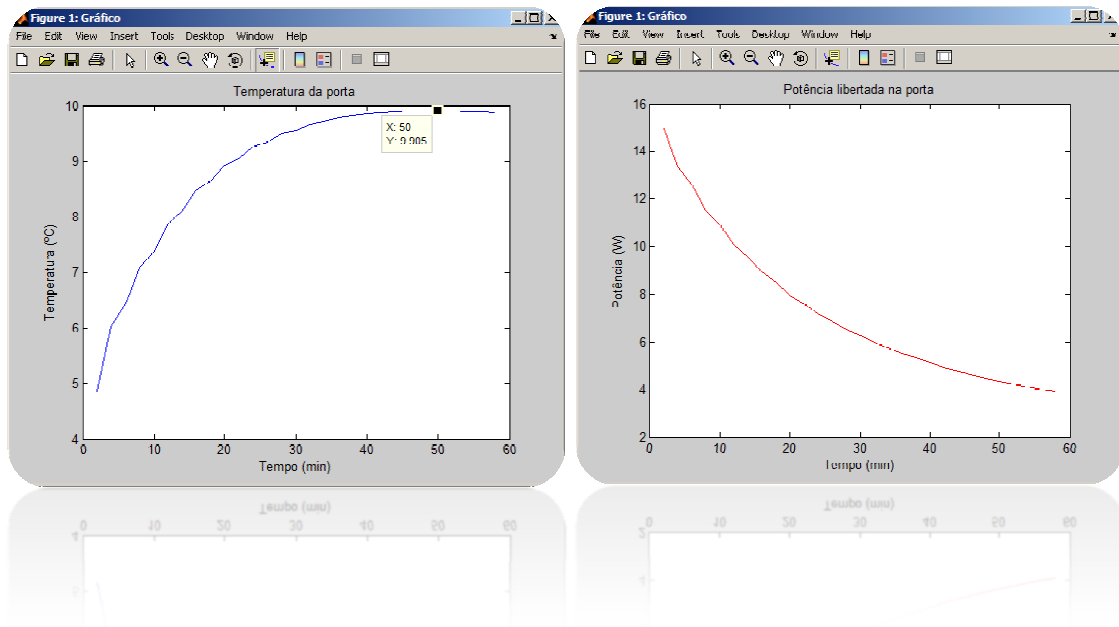 Figure 1: Gráfico
File Edit View Insert Tools Desktop Window Help
Temperatura da porta
10
9
8
7
6
5
4
Temperatura (ºC)
X: 50
Y: 9.905
0 10 20 30 40 50 60
Tempo (min)
Figure 1: Gráfico
File Edit View Insert Tools Desktop Window Help
Potência libertada na porta
16
14
12
10
8
6
4
2
Potência (W)
0 10 20 30 40 50 60
Tempo (min)